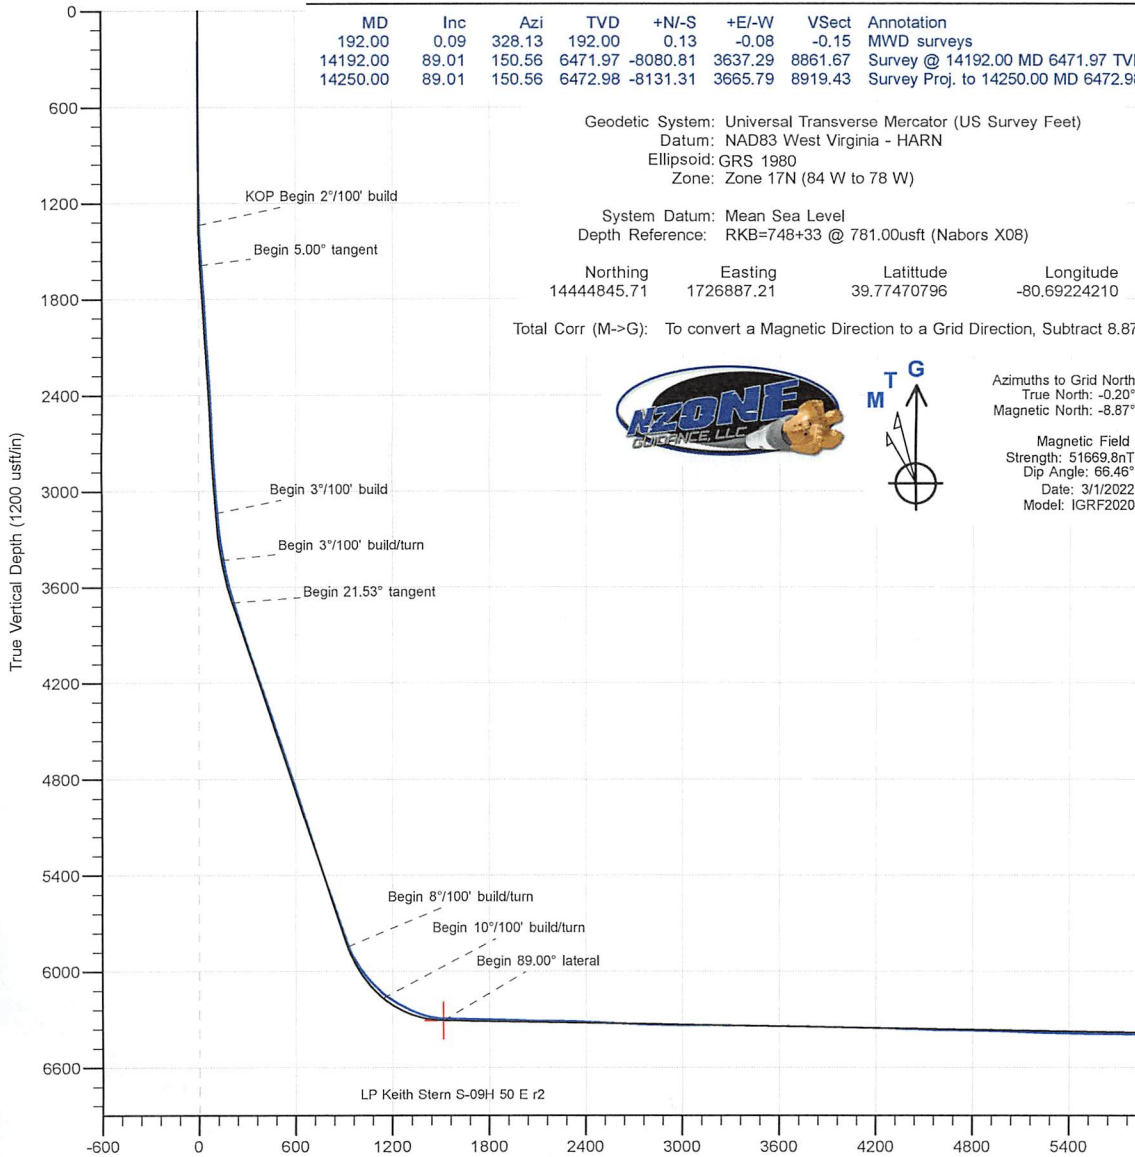 MD Inc Azi TVD +N/-S +E/-W VSect Annotation
192.00 0.09 328.13 192.00 0.13 -0.08 -0.15 MWD surveys
14192.00 89.01 150.56 6471.97 -8080.81 3637.29 8861.67 Survey @ 14192.00 MD 6471.97
14250.00 89.01 150.56 6472.98 -8131.31 3665.79 8919.43 Survey Proj. to 14250.00 MD 6472.98
Geodetic System: Universal Transverse Mercator (US Survey Feet)
Datum: NAD83 West Virginia - HARN
Ellipsoid: GRS 1980
Zone: Zone 17N (84 W to 78 W)
System Datum: Mean Sea Level
Depth Reference: RKB=748+33 @ 781.00usft (Nabors X08)
Northing Easting Latittude Longitude
14444845.71 1726887.21 39.77470796 -80.69224210
Total Corr (M->G): To convert a Magnetic Direction to a Grid Direction, Subtract 8.87
NZONE
GUIDANCE, LLC
M T G
Azimuths to Grid North
True North: -0.20°
Magnetic North: -8.87°
Magnetic Field
Strength: 51669.8nT
Dip Angle: 66.46°
Date: 3/1/2022
Model: IGRF2020
True Vertical Depth (1200 usft/in)
0
600
1200
1800
2400
3000
3600
4200
4800
5400
6000
6600
KOP Begin 2°/100' build
Begin 5.00° tangent
Begin 3°/100' build
Begin 3°/100' build/turn
Begin 21.53° tangent
Begin 8°/100' build/turn
Begin 10°/100' build/turn
Begin 89.00° lateral
LP Keith Stern S-09H 50 E r2
-600 0 600 1200 1800 2400 3000 3600 4200 4800 5400